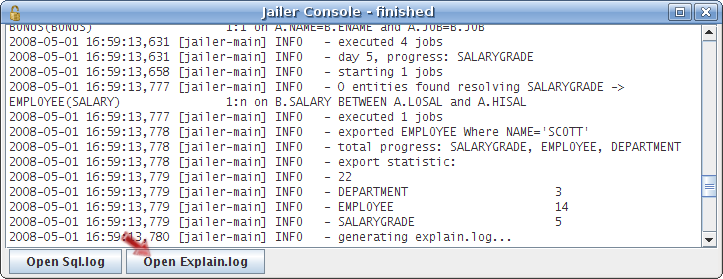 Jailer Console - finished
BONUS(BONUS) 1:1 on A.NAME=B.ENAME and A.JOB=B.JOB
2008-05-01 16:59:13,631 [jailer-main] INFO - executed 4 jobs
2008-05-01 16:59:13,631 [jailer-main] INFO - day 5, progress: SALARYGRADE
2008-05-01 16:59:13,658 [jailer-main] INFO - starting 1 jobs
2008-05-01 16:59:13,777 [jailer-main] INFO - 0 entities found resolving SALARYGRADE ->
EMPLOYEE(SALARY) 1:n on B.SALARY BETWEEN A.LOSAL and A.HISAL
2008-05-01 16:59:13,777 [jailer-main] INFO - executed 1 jobs
2008-05-01 16:59:13,778 [jailer-main] INFO - exported EMPLOYEE Where NAME='SCOTT'
2008-05-01 16:59:13,778 [jailer-main] INFO - total progress: SALARYGRADE, EMPLOYEE, DEPARTMENT
2008-05-01 16:59:13,778 [jailer-main] INFO - export statistic:
2008-05-01 16:59:13,779 [jailer-main] INFO - 22
2008-05-01 16:59:13,779 [jailer-main] INFO - DEPARTMENT 3
2008-05-01 16:59:13,779 [jailer-main] INFO - EMPLOYEE 14
2008-05-01 16:59:13,779 [jailer-main] INFO - SALARYGRADE 5
2008-05-01 16:59:13,780 [jailer-main] INFO - generating explain.log...
Open Sql.log Open Explain.log